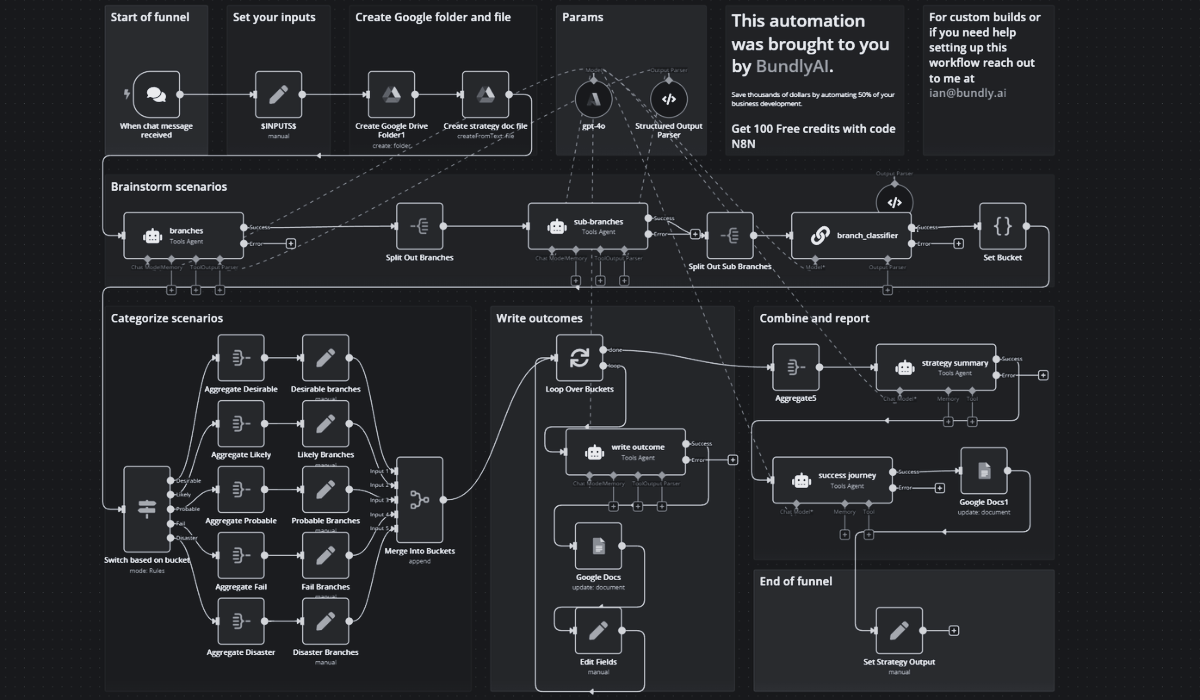 Start of funnel
Set your inputs
Create Google folder and file
Params
This automation
was brought to you
by BundlyAI.
Save thousands of dollars by automating 50% of your
business development.
Get 100 Free credits with code
N8N
For custom builds or
if you need help
setting up this
workflow reach out
to me at
ian@bundly.ai
When chat message
received
$INPUTS$
manual
Create Google Drive
Folder1
create: folder
Create strategy doc file
createFromText: file
Model
gpt-4o
Output Parser
Structured Output
Parser
Brainstorm scenarios
branches
Tools Agent
Success
Error
Chat Model
Memory
Tool
Output Parser
Split Out Branches
sub-branches
Tools Agent
Success
Error
Chat Model
Memory
Tool
Output Parser
Split Out Sub Branches
Output Parser
branch_classifier
Success
Error
Model*
Output Parser
Set Bucket
Categorize scenarios
Switch based on bucket
mode: Rules
Desirable
Likely
Probable
Fail
Disaster
Aggregate Desirable
Desirable branches
manual
Aggregate Likely
Likely Branches
manual
Aggregate Probable
Probable Branches
manual
Aggregate Fail
Fail Branches
manual
Aggregate Disaster
Disaster Branches
manual
Input 1
Input 2
Input 3
Input 4
Input 5
Merge Into Buckets
append
Write outcomes
Loop Over Buckets
done
loop
write outcome
Tools Agent
Success
Error
Chat Model
Memory
Tool
Output Parser
Google Docs
update: document
Edit Fields
manual
Combine and report
Aggregate5
strategy summary
Tools Agent
Success
Error
Chat Model*
Memory
Tool
success journey
Tools Agent
Success
Error
Chat Model*
Memory
Tool
Google Docs1
update: document
End of funnel
Set Strategy Output
manual